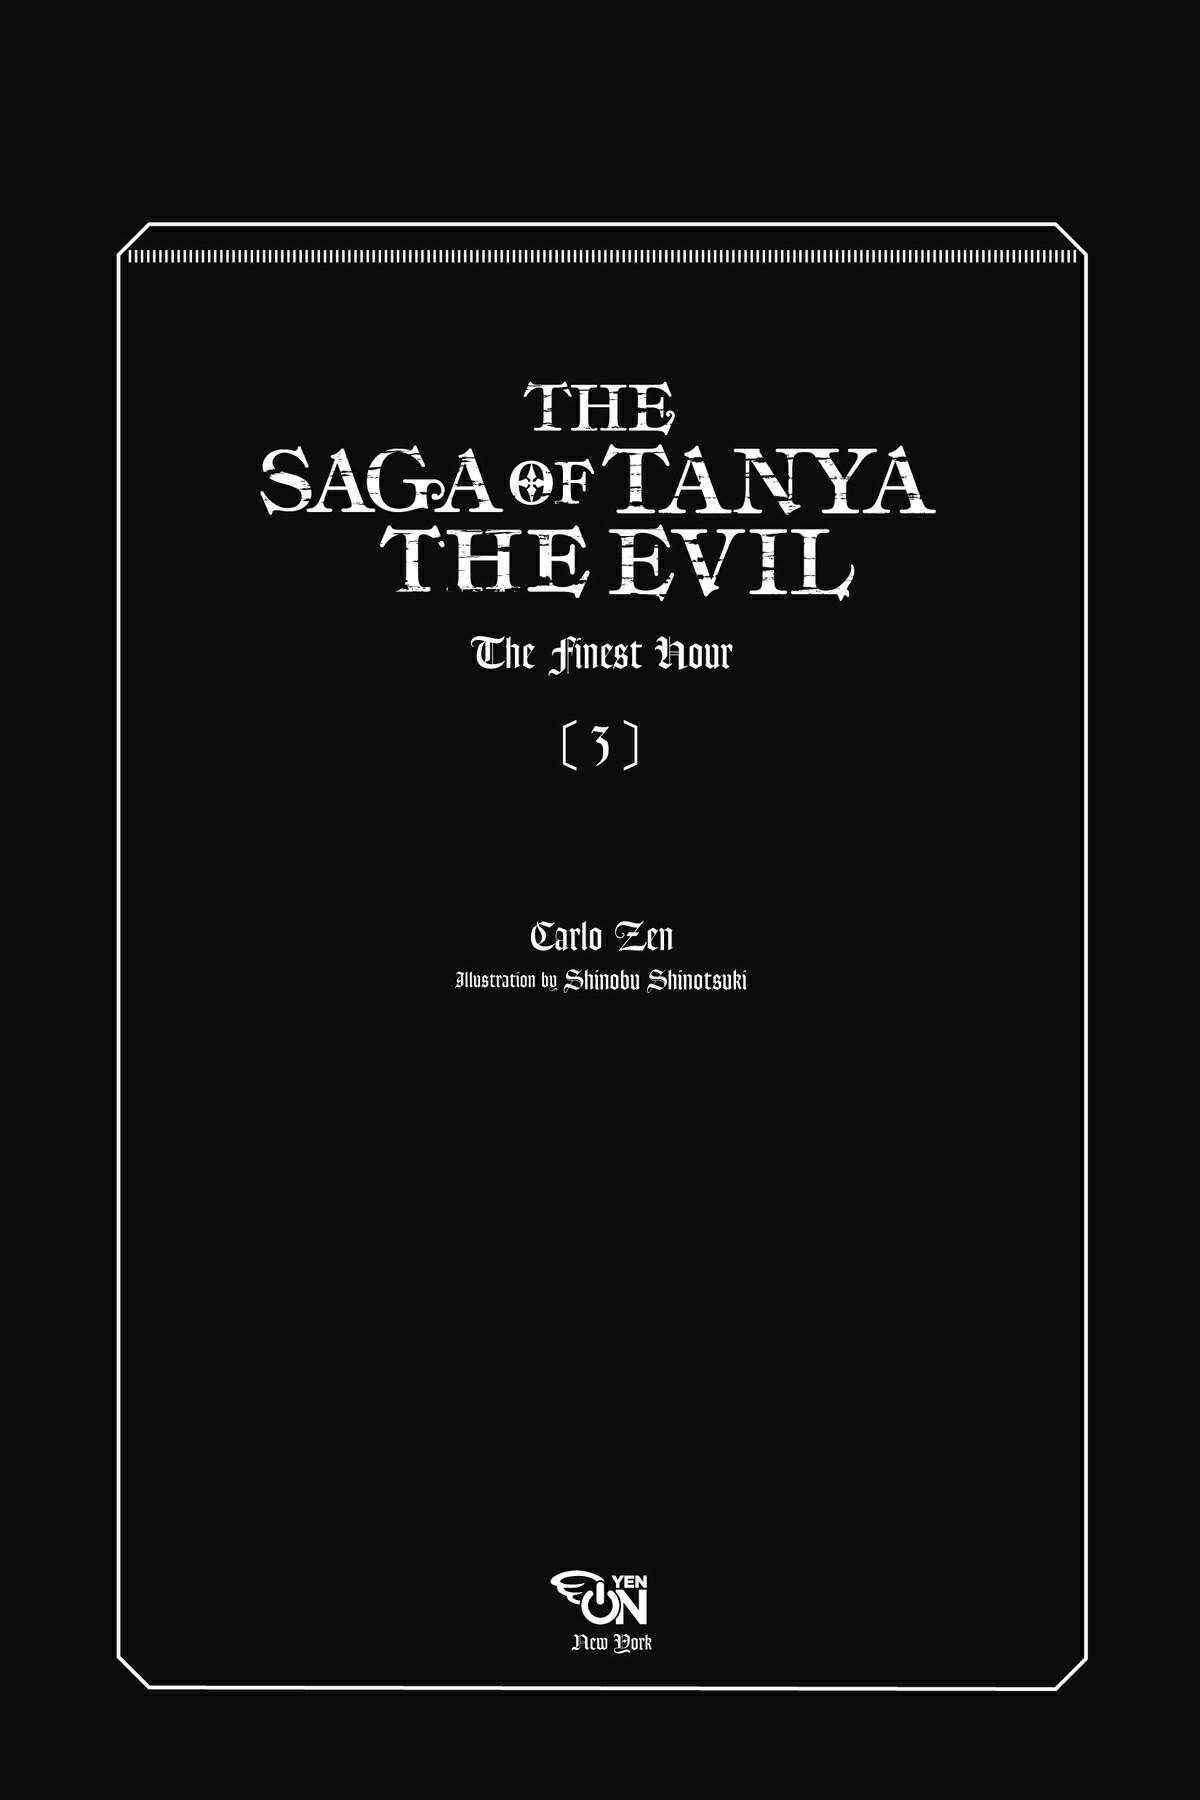 THE
SAGA OF TANYA
THE EVIL
The Finest Hour
[ 3 ]
Carlo Zen
Illustration by Shinobu Shinotsuki
YEN
ON
New York